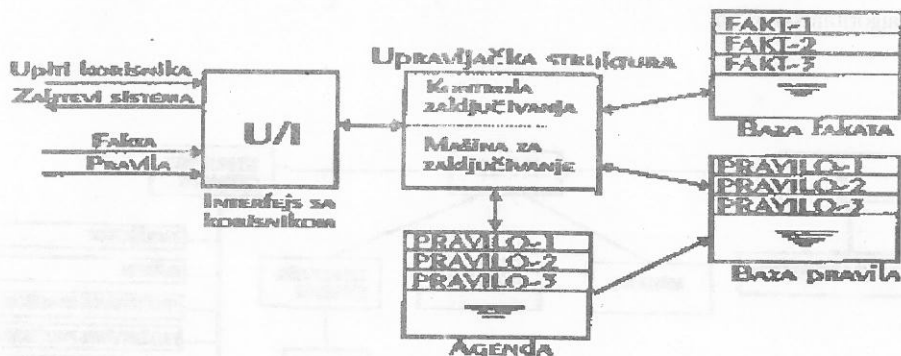 Upiti korisnika
Zahtevi sistema
Fakta
Pravila
U/I
Interfejs sa
korisnikom
Upravljačka struktura
Kontrola
zaključivanja
Mašina za
zaključivanje
PRAVILO-1
PRAVILO-2
PRAVILO-3
Agenda
FAKT-1
FAKT-2
FAKT-3
Baza fakata
PRAVILO-1
PRAVILO-2
PRAVILO-3
Baza pravila